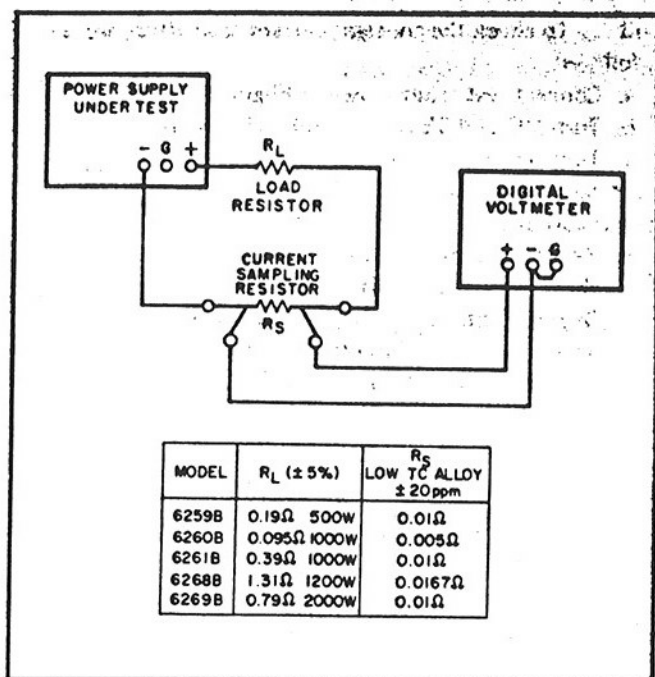 POWER SUPPLY
UNDER TEST
- G +
RL
LOAD
RESISTOR
DIGITAL
VOLTMETER
+ - G
CURRENT
SAMPLING
RESISTOR
RS
MODEL RL (± 5%) RS LOW TC ALLOY ± 20ppm
6259B 0.19Ω 500W 0.01Ω
6260B 0.095Ω 1000W 0.005Ω
6261B 0.39Ω 1000W 0.01Ω
6268B 1.31Ω 1200W 0.0167Ω
6269B 0.79Ω 2000W 0.01Ω